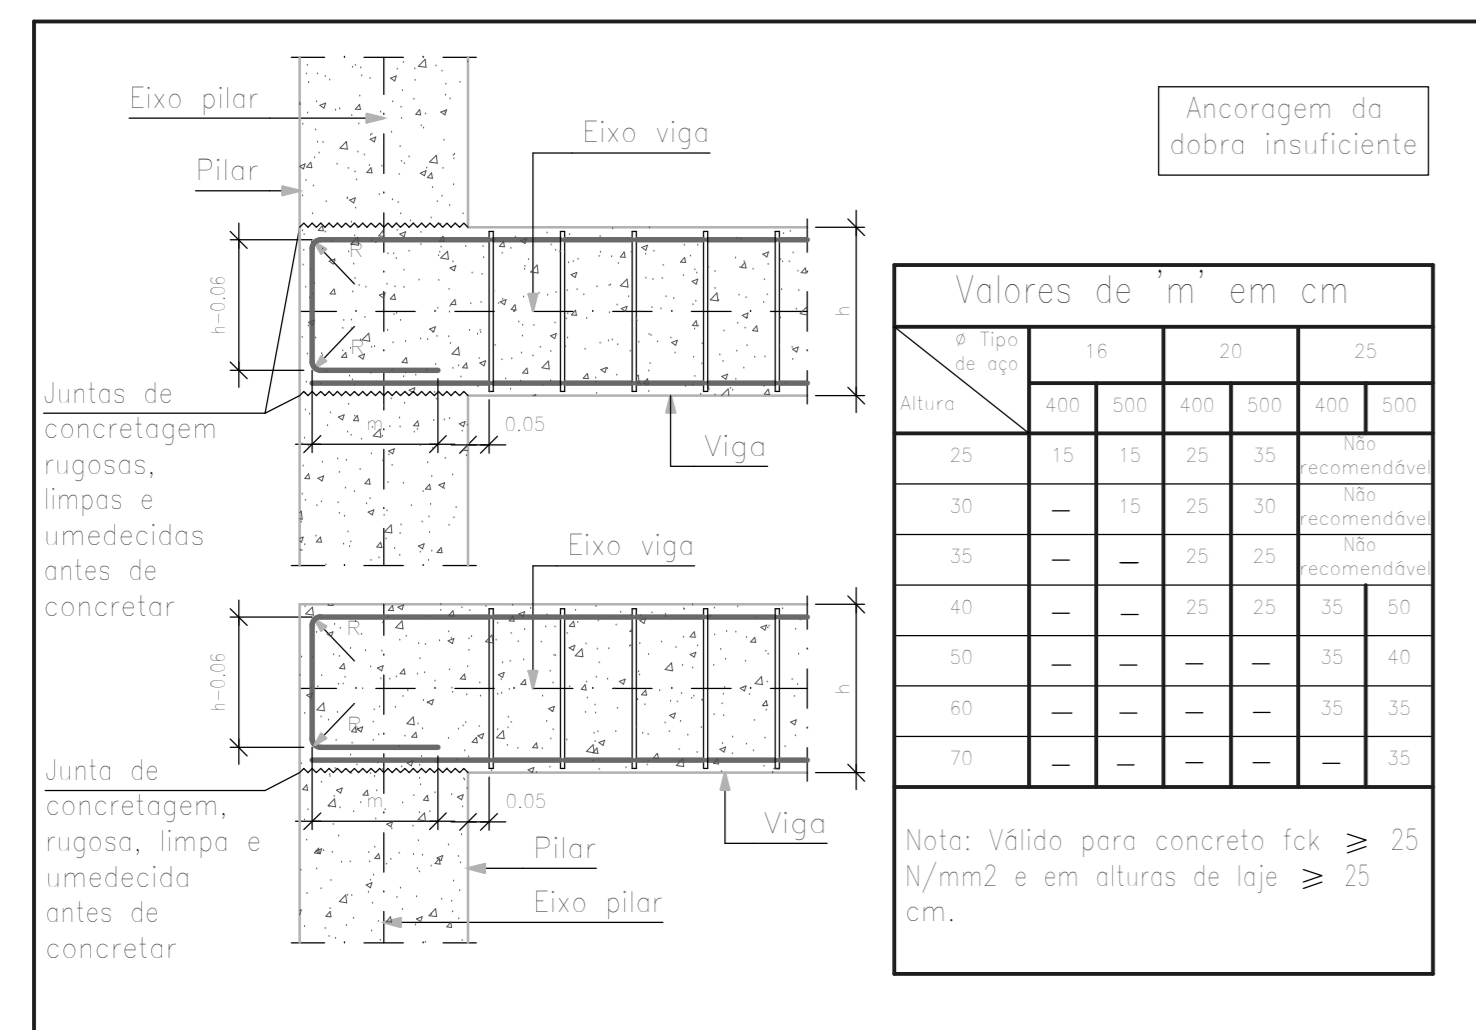 Eixo pilar
Pilar
Eixo viga
Ancoragem da
dobra insuficiente
R
R
h-0.06
h
m
0.05
Viga
Juntas de
concretagem
rugosas,
limpas e
umedecidas
antes de
concretar
Eixo viga
R
R
h-0.06
h
m
0.05
Viga
Pilar
Eixo pilar
Junta de
concretagem,
rugosa, limpa e
umedecida
antes de
concretar
Valores de 'm' em cm
ø Tipo
de aço
Altura
16 20 25
400 500 400 500 400 500
25 15 15 25 35 Não
recomendável
30 — 15 25 30 Não
recomendável
35 — — 25 25 Não
recomendável
40 — — 25 25 35 50
50 — — — — 35 40
60 — — — — 35 35
70 — — — — — 35
Nota: Válido para concreto fck ≥ 25
N/mm2 e em alturas de laje ≥ 25
cm.